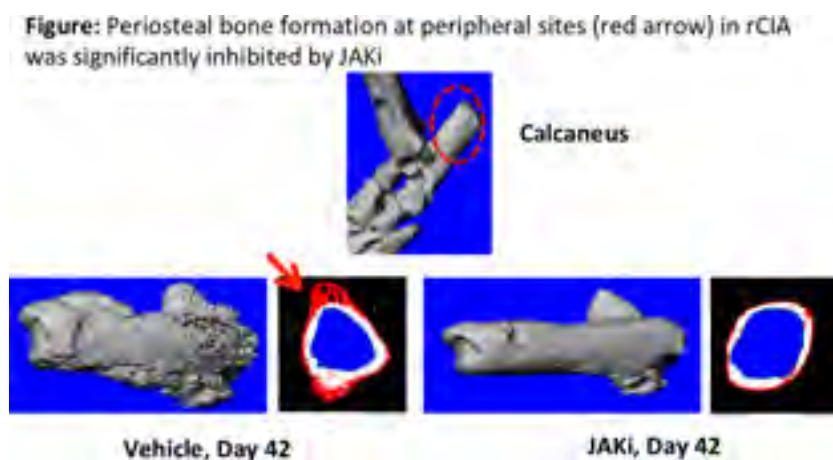 Figure: Periosteal bone formation at peripheral sites (red arrow) in rCIA
was significantly inhibited by JAKi
Calcaneus
Vehicle, Day 42
JAKi, Day 42